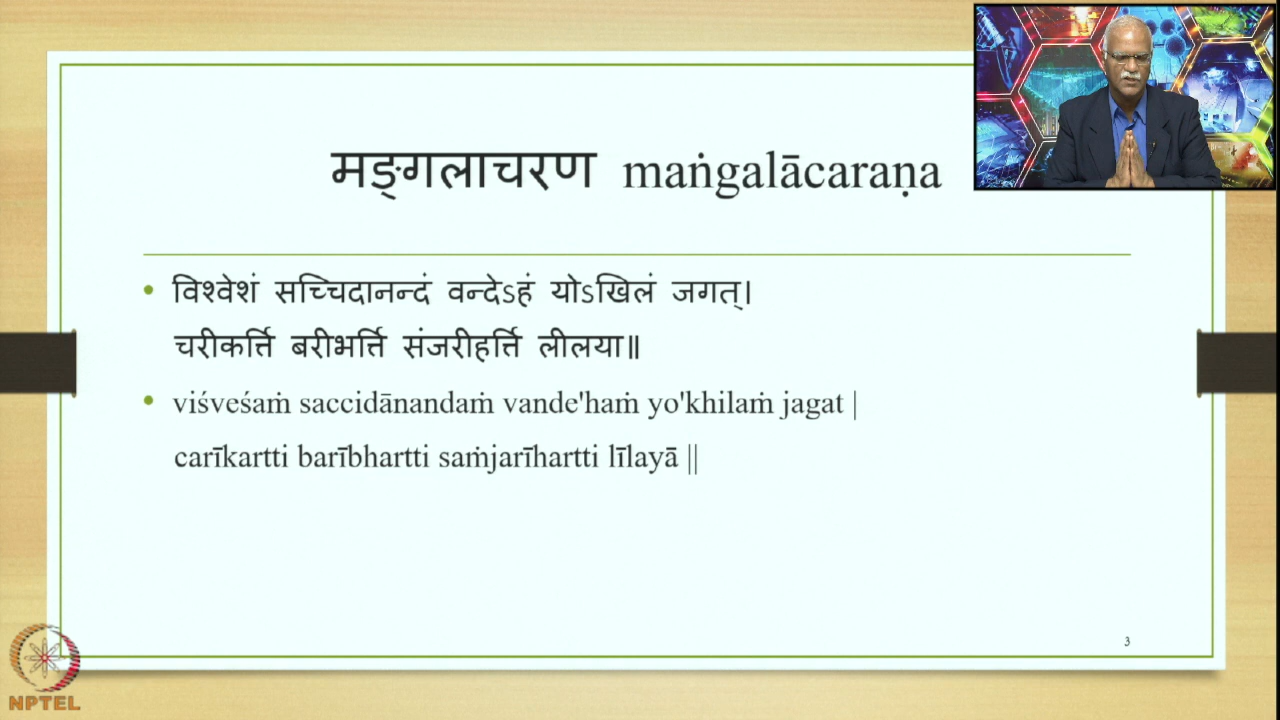 मङ्गलाचरण maṅgalācaraṇa
• विश्वेशं सच्चिदानन्दं वन्देऽहं योऽखिलं जगत्।
चरीकर्त्ति बरीभर्त्ति संजरीहर्त्ति लीलया॥
• viśveśaṁ saccidānandaṁ vande'haṁ yo'khilaṁ jagat |
carīkartti barībhartti saṁjarīhartti līlayā ||
3
NPTEL